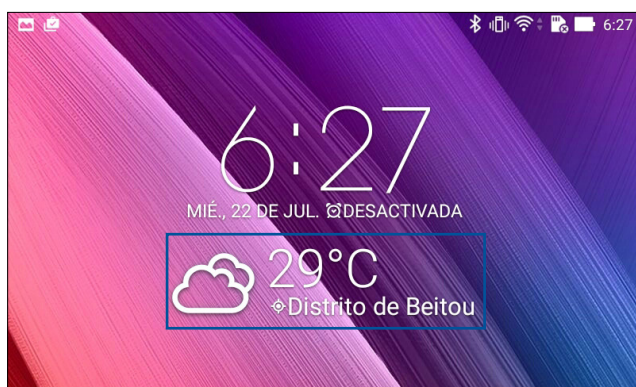 6:27
6:27
MIÉ., 22 DE JUL. DESACTIVADA
29°C
Distrito de Beitou